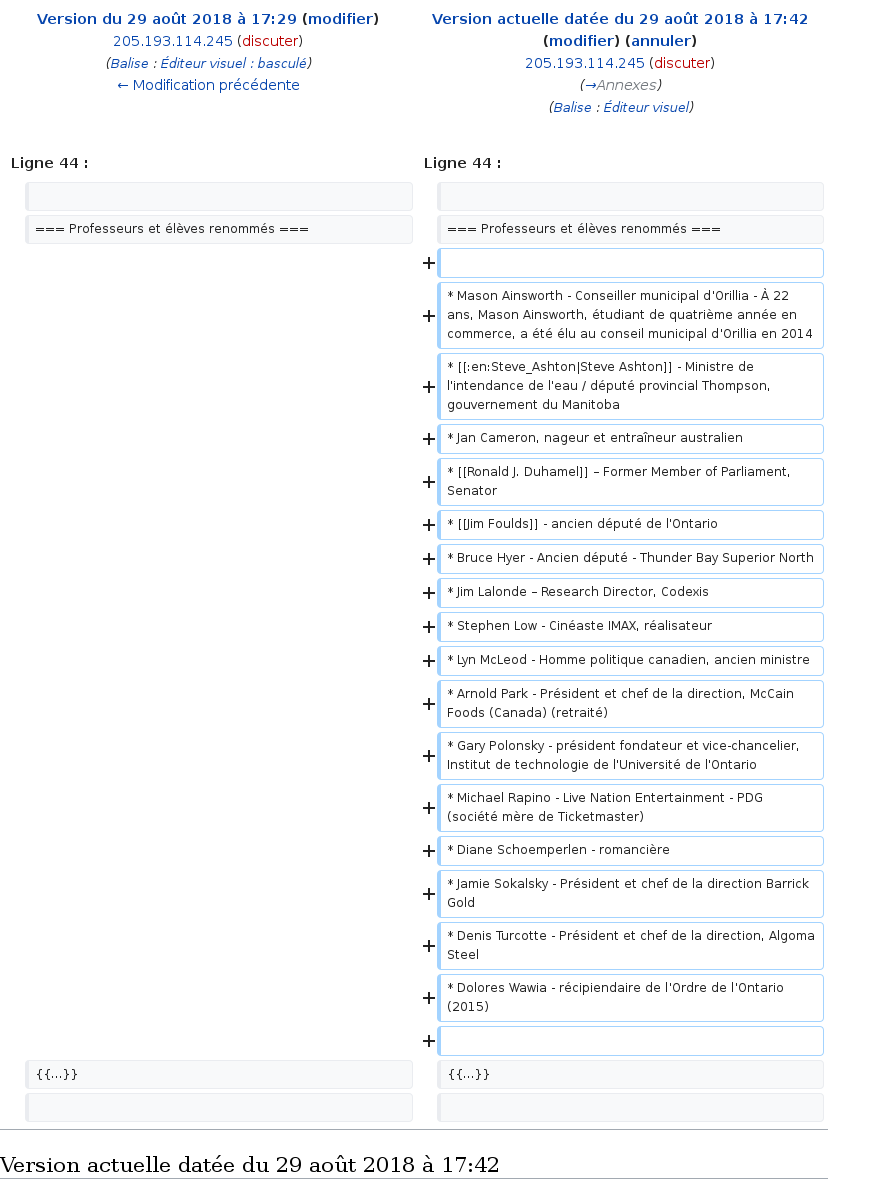 Version du 29 août 2018 à 17:29 (modifier)
205.193.114.245 (discuter)
(Balise : Éditeur visuel : basculé)
← Modification précédente
Version actuelle datée du 29 août 2018 à 17:42
(modifier) (annuler)
205.193.114.245 (discuter)
(→Annexes)
(Balise : Éditeur visuel)
Ligne 44 :
Ligne 44 :
=== Professeurs et élèves renommés ===
=== Professeurs et élèves renommés ===
+
+ * Mason Ainsworth - Conseiller municipal d'Orillia - À 22
ans, Mason Ainsworth, étudiant de quatrième année en
commerce, a été élu au conseil municipal d'Orillia en 2014
+ * [[:en:Steve_Ashton|Steve Ashton]] - Ministre de
l'intendance de l'eau / député provincial Thompson,
gouvernement du Manitoba
+ * Jan Cameron, nageur et entraîneur australien
+ * [[Ronald J. Duhamel]] – Former Member of Parliament,
Senator
+ * [[Jim Foulds]] - ancien député de l'Ontario
+ * Bruce Hyer - Ancien député - Thunder Bay Superior North
+ * Jim Lalonde – Research Director, Codexis
+ * Stephen Low - Cinéaste IMAX, réalisateur
+ * Lyn McLeod - Homme politique canadien, ancien ministre
+ * Arnold Park - Président et chef de la direction, McCain
Foods (Canada) (retraité)
+ * Gary Polonsky - président fondateur et vice-chancelier,
Institut de technologie de l'Université de l'Ontario
+ * Michael Rapino - Live Nation Entertainment - PDG
(société mère de Ticketmaster)
+ * Diane Schoemperlen - romancière
+ * Jamie Sokalsky - Président et chef de la direction Barrick
Gold
+ * Denis Turcotte - Président et chef de la direction, Algoma
Steel
+ * Dolores Wawia - récipiendaire de l'Ordre de l'Ontario
(2015)
+
{{...}}
{{...}}
Version actuelle datée du 29 août 2018 à 17:42